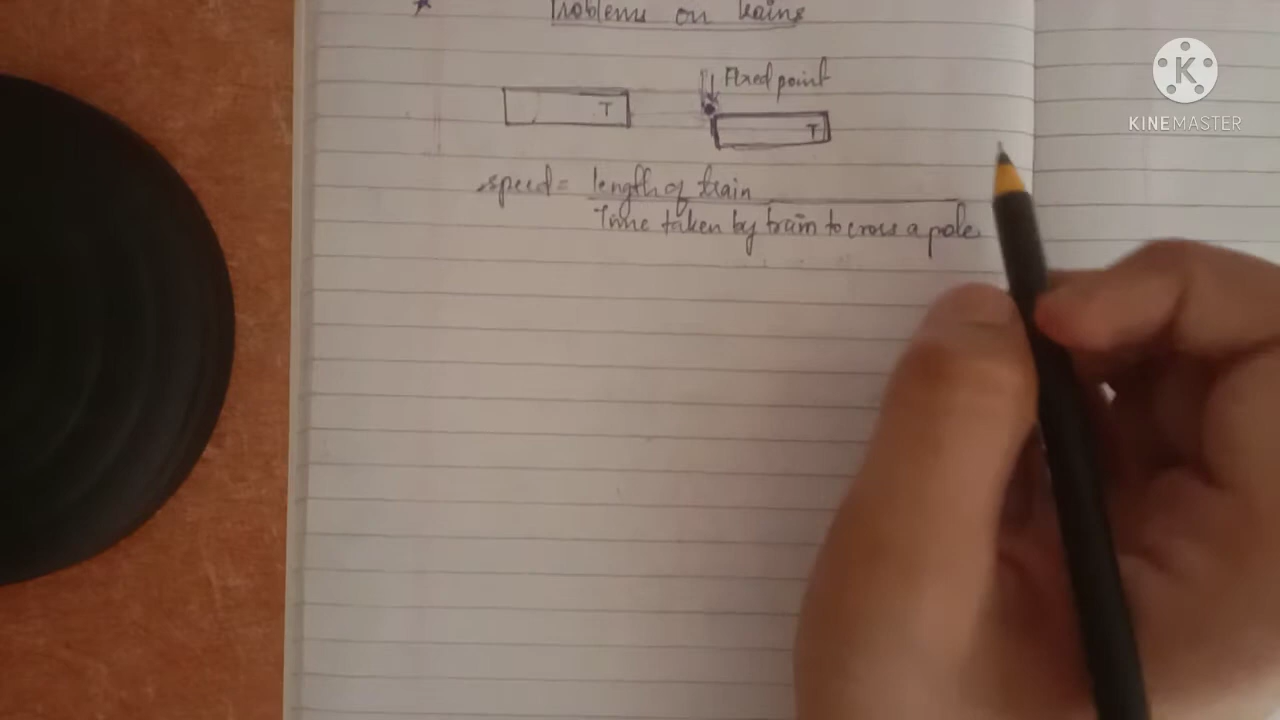 Problems on trains
Fixed point
T
T
speed = length of train
Time taken by train to cross a pole
K
KINEMASTER